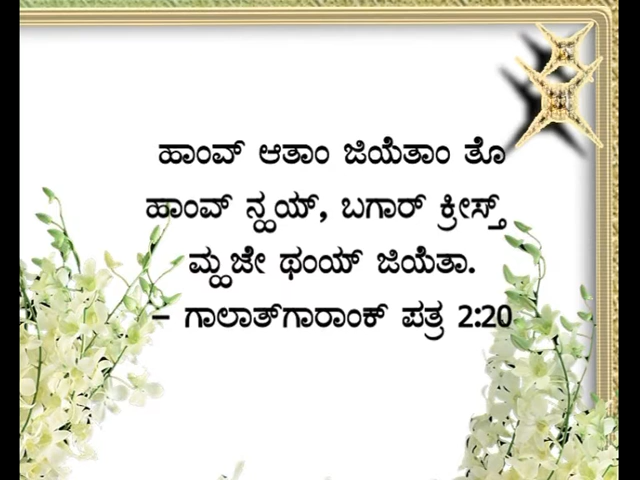 ಹಾಂವ್ ಆತಾಂ ಜಿಯೆತಾಂ ತೊ
ಹಾಂವ್ ನ್ಹಯ್, ಬಗಾರ್ ಕ್ರೀಸ್ತ್
ಮ್ಹಜೇ ಥಂಯ್ ಜಿಯೆತಾ.
– ಗಾಲಾತ್‌ಗಾರಾಂಕ್ ಪತ್ರ 2:20